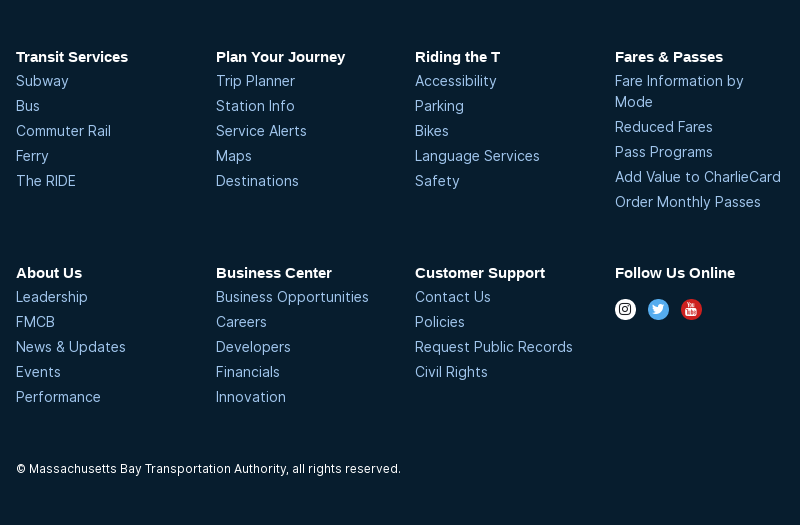 Transit Services
Subway
Bus
Commuter Rail
Ferry
The RIDE
Plan Your Journey
Trip Planner
Station Info
Service Alerts
Maps
Destinations
Riding the T
Accessibility
Parking
Bikes
Language Services
Safety
Fares & Passes
Fare Information by
Mode
Reduced Fares
Pass Programs
Add Value to CharlieCard
Order Monthly Passes
About Us
Leadership
FMCB
News & Updates
Events
Performance
Business Center
Business Opportunities
Careers
Developers
Financials
Innovation
Customer Support
Contact Us
Policies
Request Public Records
Civil Rights
Follow Us Online
You
Tube
© Massachusetts Bay Transportation Authority, all rights reserved.